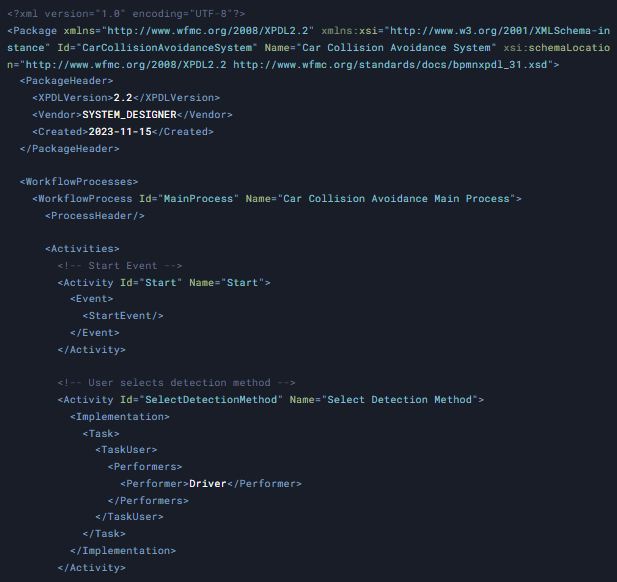 <?xml version="1.0" encoding="UTF-8"?>
<Package xmlns="http://www.wfmc.org/2008/XPDL2.2" xmlns:xsi="http://www.w3.org/2001/XMLSchema-in
stance" Id="CarCollisionAvoidanceSystem" Name="Car Collision Avoidance System" xsi:schemaLocatio
n="http://www.wfmc.org/2008/XPDL2.2 http://www.wfmc.org/standards/docs/bpmnxpdl_31.xsd">
  <PackageHeader>
    <XPDLVersion>2.2</XPDLVersion>
    <Vendor>SYSTEM_DESIGNER</Vendor>
    <Created>2023-11-15</Created>
  </PackageHeader>

  <WorkflowProcesses>
    <WorkflowProcess Id="MainProcess" Name="Car Collision Avoidance Main Process">
      <ProcessHeader/>

      <Activities>
        <!-- Start Event -->
        <Activity Id="Start" Name="Start">
          <Event>
            <StartEvent/>
          </Event>
        </Activity>

        <!-- User selects detection method -->
        <Activity Id="SelectDetectionMethod" Name="Select Detection Method">
          <Implementation>
            <Task>
              <TaskUser>
                <Performers>
                  <Performer>Driver</Performer>
                </Performers>
              </TaskUser>
            </Task>
          </Implementation>
        </Activity>